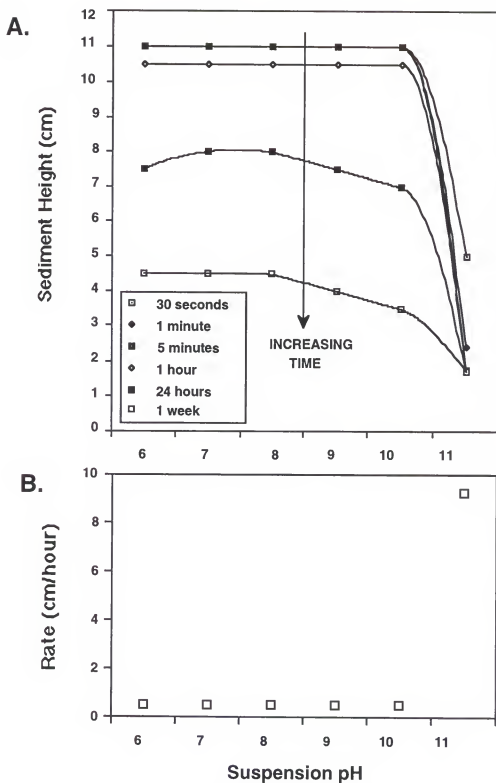 A.
Sediment Height (cm)
12
11
10
9
8
7
6
5
4
3
2
1
0
30 seconds
1 minute
5 minutes
1 hour
24 hours
1 week
INCREASING
TIME
6 7 8 9 10 11
B.
Rate (cm/hour)
10
8
6
4
2
0
6 7 8 9 10 11
Suspension pH